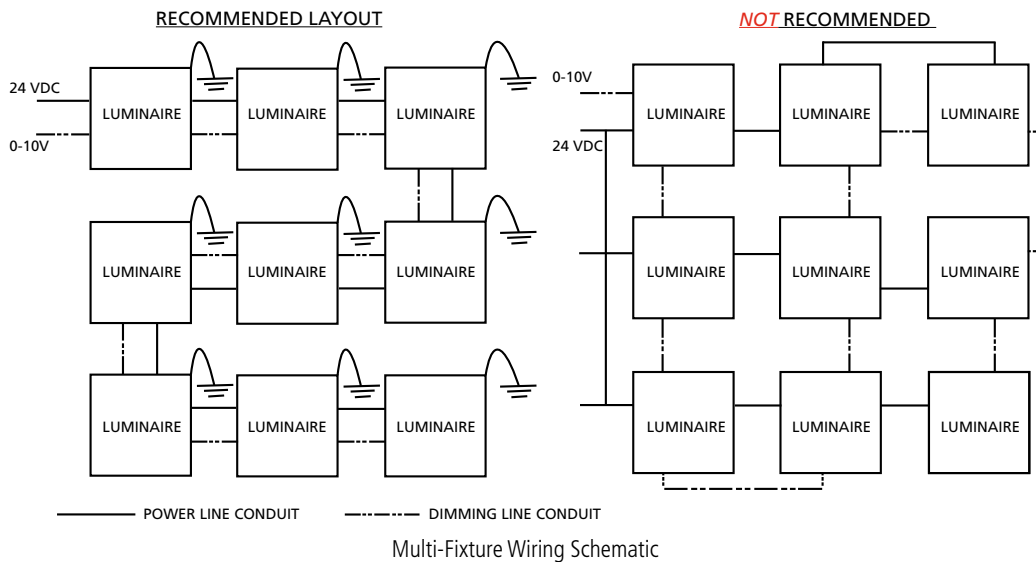 RECOMMENDED LAYOUT
NOT RECOMMENDED
24 VDC
0-10V
LUMINAIRE LUMINAIRE LUMINAIRE
LUMINAIRE LUMINAIRE LUMINAIRE
LUMINAIRE LUMINAIRE LUMINAIRE
0-10V
24 VDC
LUMINAIRE LUMINAIRE LUMINAIRE
LUMINAIRE LUMINAIRE LUMINAIRE
LUMINAIRE LUMINAIRE LUMINAIRE
POWER LINE CONDUIT
DIMMING LINE CONDUIT
Multi-Fixture Wiring Schematic